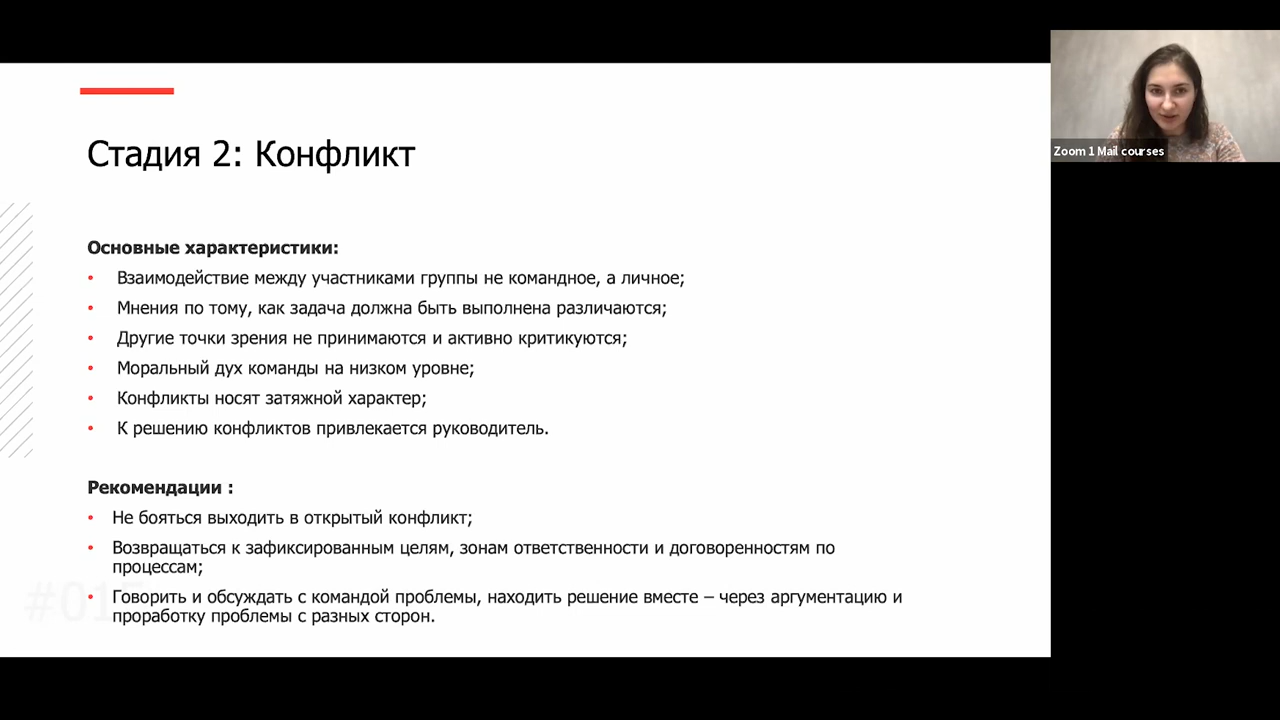 Стадия 2: Конфликт
Основные характеристики:
• Взаимодействие между участниками группы не командное, а личное;
• Мнения по тому, как задача должна быть выполнена различаются;
• Другие точки зрения не принимаются и активно критикуются;
• Моральный дух команды на низком уровне;
• Конфликты носят затяжной характер;
• К решению конфликтов привлекается руководитель.
Рекомендации :
• Не бояться выходить в открытый конфликт;
• Возвращаться к зафиксированным целям, зонам ответственности и договоренностям по
процессам;
• Говорить и обсуждать с командой проблемы, находить решение вместе – через аргументацию и
проработку проблемы с разных сторон.
Zoom 1 Mail courses